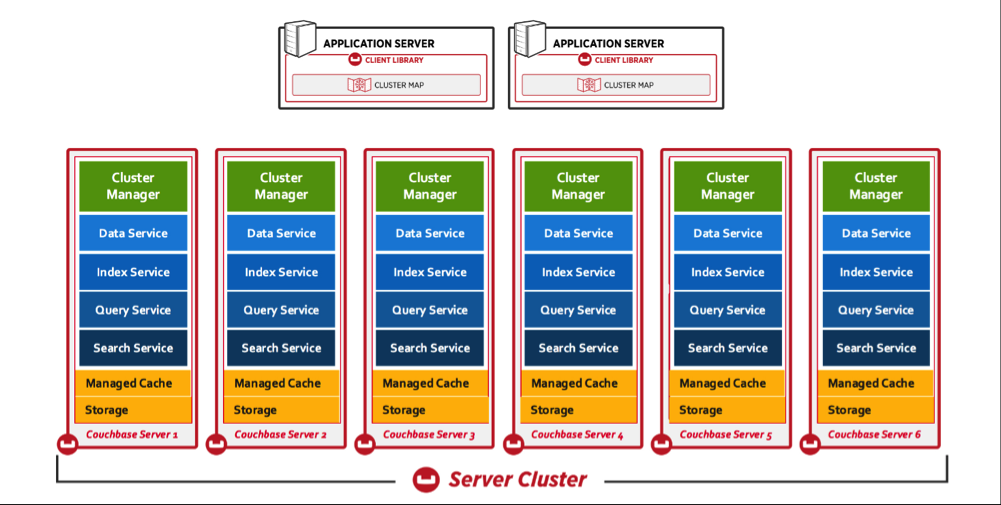 APPLICATION SERVER
CLIENT LIBRARY
CLUSTER MAP
APPLICATION SERVER
CLIENT LIBRARY
CLUSTER MAP
Cluster
Manager
Data Service
Index Service
Query Service
Search Service
Managed Cache
Storage
Couchbase Server 1
Cluster
Manager
Data Service
Index Service
Query Service
Search Service
Managed Cache
Storage
Couchbase Server 2
Cluster
Manager
Data Service
Index Service
Query Service
Search Service
Managed Cache
Storage
Couchbase Server 3
Cluster
Manager
Data Service
Index Service
Query Service
Search Service
Managed Cache
Storage
Couchbase Server 4
Cluster
Manager
Data Service
Index Service
Query Service
Search Service
Managed Cache
Storage
Couchbase Server 5
Cluster
Manager
Data Service
Index Service
Query Service
Search Service
Managed Cache
Storage
Couchbase Server 6
Server Cluster